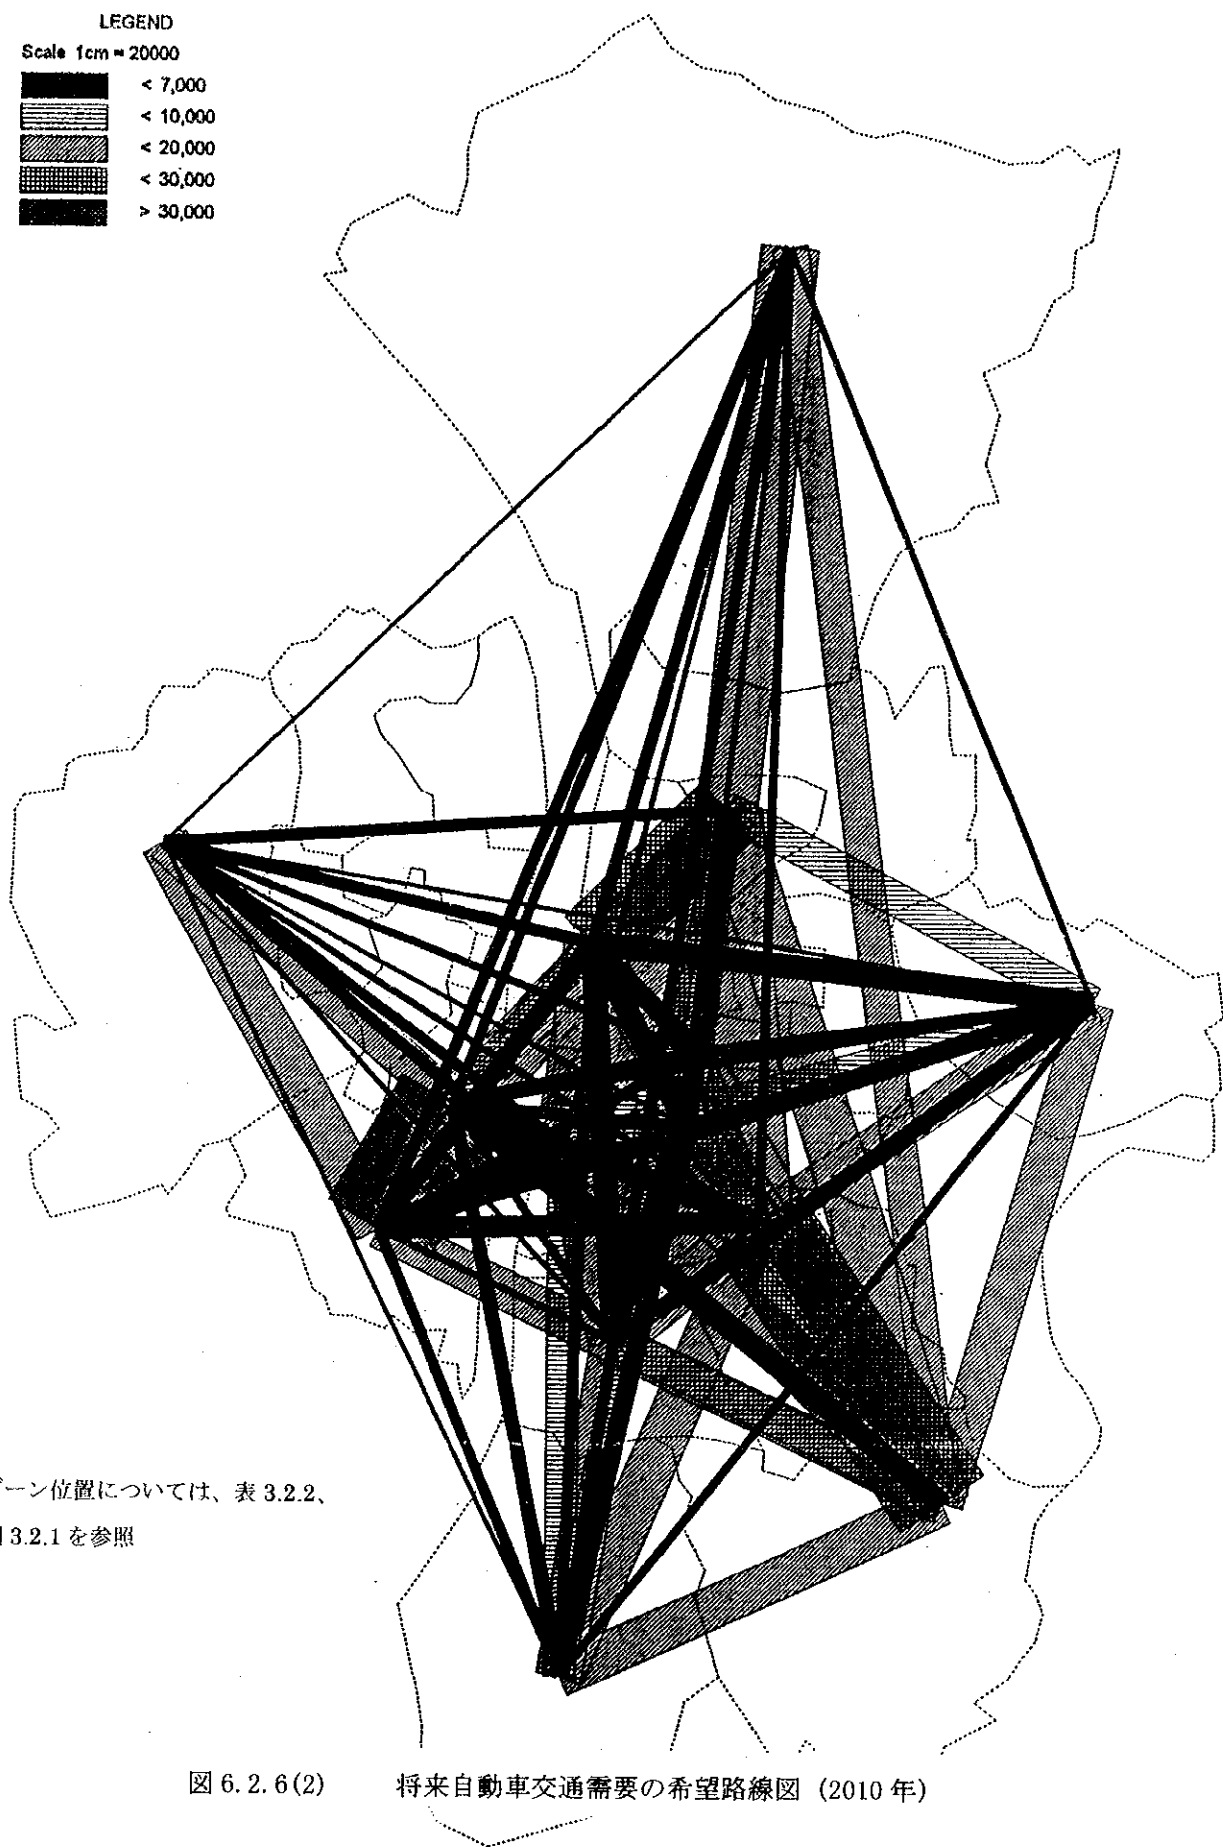 LEGEND
Scale 1cm = 20000
< 7,000
< 10,000
< 20,000
< 30,000
> 30,000
ゾーン位置については、表 3.2.2、
3.2.1 を参照
図 6.2.6(2) 将来自動車交通需要の希望路線図 (2010 年)